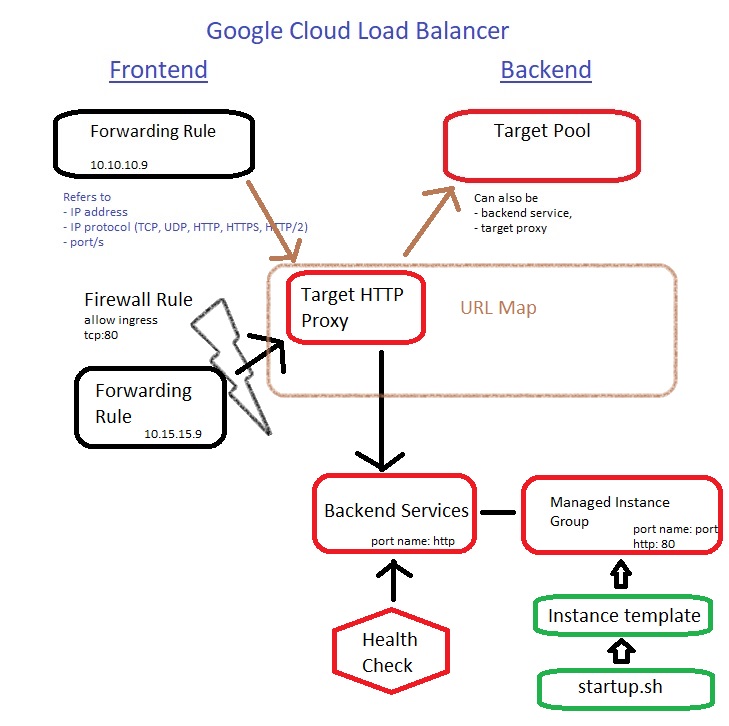 Google Cloud Load Balancer
Frontend
Backend
Forwarding Rule
10.10.10.9
Target Pool
Refers to
- IP address
- IP protocol (TCP, UDP, HTTP, HTTPS, HTTP/2)
- port/s
Can also be
- backend service,
- target proxy
Firewall Rule
allow ingress
tcp:80
Target HTTP
Proxy
URL Map
Forwarding
Rule
10.15.15.9
Backend Services
port name: http
Managed Instance
Group
port name: port
http: 80
Health
Check
Instance template
startup.sh